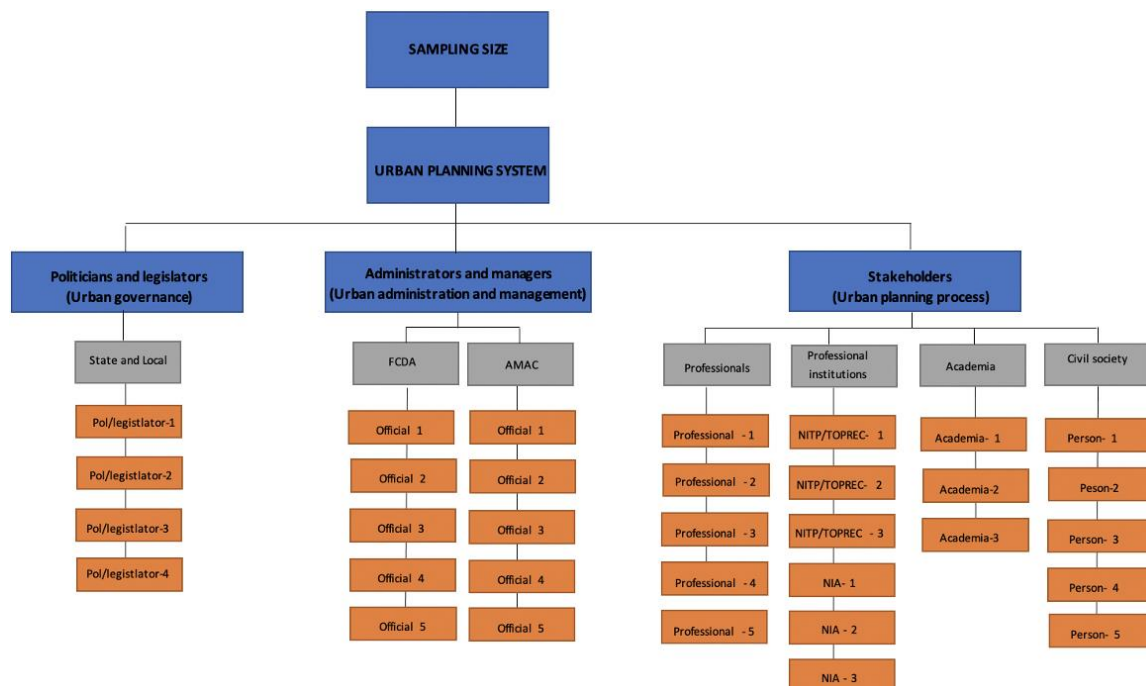 SAMPLING SIZE
URBAN PLANNING SYSTEM
Politicians and legislators
(Urban governance)
Administrators and managers
(Urban administration and management)
Stakeholders
(Urban planning process)
State and Local
FCDA
AMAC
Professionals
Professional
institutions
Academia
Civil society
Pol/legistlator-1
Pol/legistlator-2
Pol/legistlator-3
Pol/legistlator-4
Official 1
Official 2
Official 3
Official 4
Official 5
Official 1
Official 2
Official 3
Official 4
Official 5
Professional - 1
Professional - 2
Professional - 3
Professional - 4
Professional - 5
NITP/TOPREC- 1
NITP/TOPREC- 2
NITP/TOPREC - 3
NIA- 1
NIA - 2
NIA - 3
Academia- 1
Academia-2
Academia-3
Person- 1
Peson-2
Person- 3
Person- 4
Person- 5